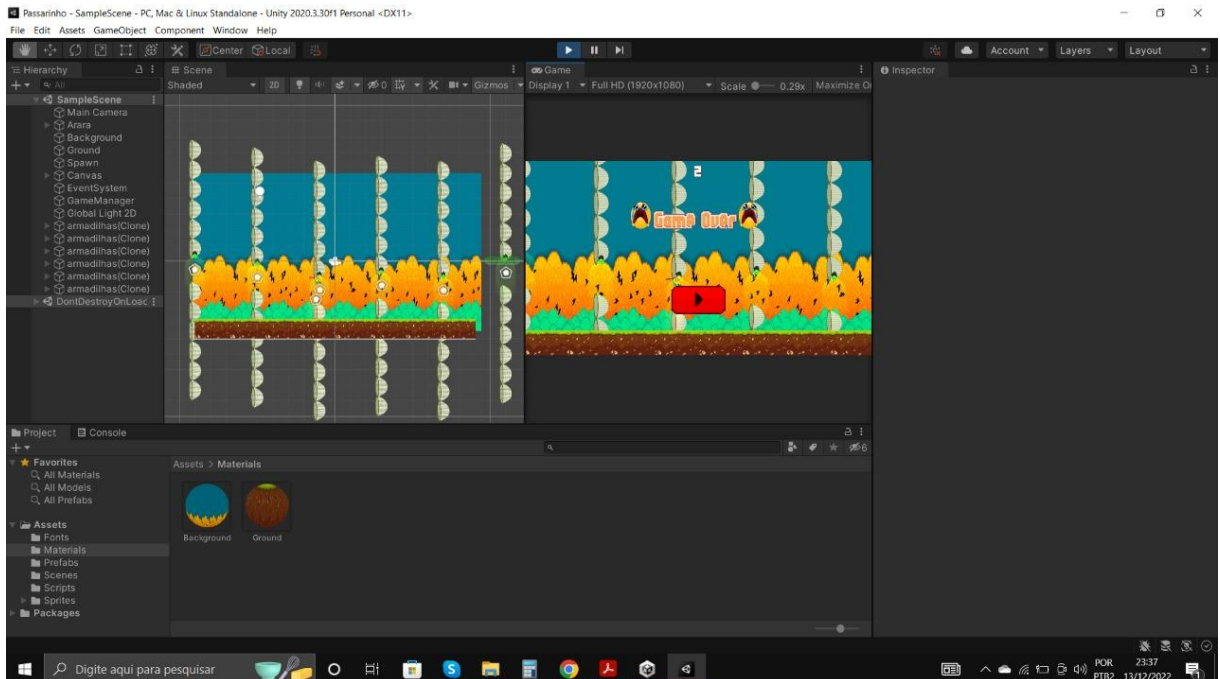 Passarinho - SampleScene - PC, Mac & Linux Standalone - Unity 2020.3.30f1 Personal <DX11>
File Edit Assets GameObject Component Window Help
Center Local Account Layers Layout
Hierarchy
All
SampleScene
Main Camera
Arara
Background
Ground
Spawn
Canvas
EventSystem
GameManager
Global Light 2D
armadilhas(Clone)
armadilhas(Clone)
armadilhas(Clone)
armadilhas(Clone)
armadilhas(Clone)
armadilhas(Clone)
DontDestroyOnLoac
Scene
Shaded 2D 0 Gizmos
Game
Display 1 Full HD (1920x1080) Scale 0.29x Maximize O
2
Game Over
Inspector
Project Console
6
Favorites
All Materials
All Models
All Prefabs
Assets
Fonts
Materials
Prefabs
Scenes
Scripts
Sprites
Packages
Assets > Materials
Background Ground
Digite aqui para pesquisar
POR
PTB2
23:37
13/12/2022